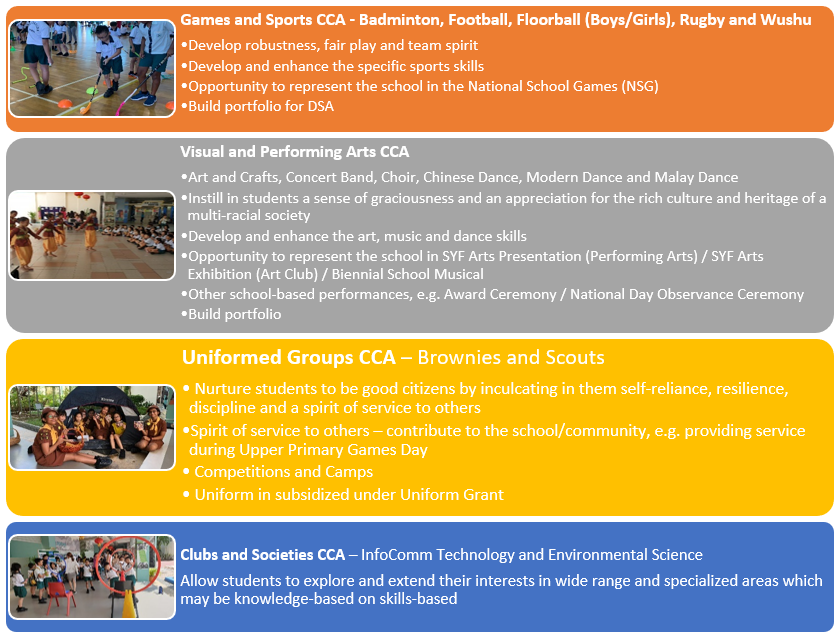 Games and Sports CCA - Badminton, Football, Floorball (Boys/Girls), Rugby and Wushu
•Develop robustness, fair play and team spirit
•Develop and enhance the specific sports skills
•Opportunity to represent the school in the National School Games (NSG)
•Build portfolio for DSA
Visual and Performing Arts CCA
•Art and Crafts, Concert Band, Choir, Chinese Dance, Modern Dance and Malay Dance
•Instill in students a sense of graciousness and an appreciation for the rich culture and heritage of a
multi-racial society
•Develop and enhance the art, music and dance skills
•Opportunity to represent the school in SYF Arts Presentation (Performing Arts) / SYF Arts
Exhibition (Art Club) / Biennial School Musical
•Other school-based performances, e.g. Award Ceremony / National Day Observance Ceremony
•Build portfolio
Uniformed Groups CCA – Brownies and Scouts
• Nurture students to be good citizens by inculcating in them self-reliance, resilience,
discipline and a spirit of service to others
•Spirit of service to others – contribute to the school/community, e.g. providing service
during Upper Primary Games Day
• Competitions and Camps
• Uniform in subsidized under Uniform Grant
Clubs and Societies CCA – InfoComm Technology and Environmental Science
Allow students to explore and extend their interests in wide range and specialized areas which
may be knowledge-based on skills-based